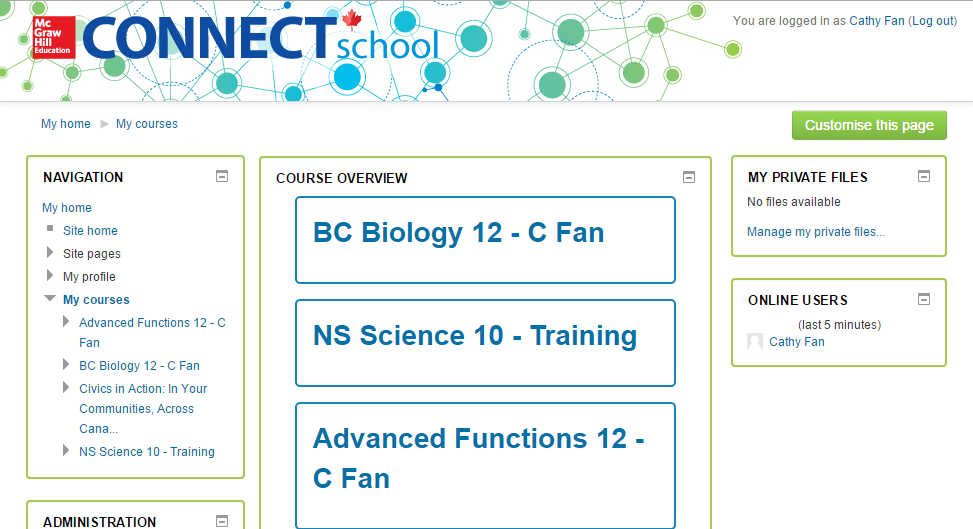 Mc
Graw
Hill
Education
CONNECT
school
You are logged in as Cathy Fan (Log out)
My home
My courses
Customise this page
NAVIGATION
My home
Site home
Site pages
My profile
My courses
Advanced Functions 12 - C
Fan
BC Biology 12 - C Fan
Civics in Action: In Your
Communities, Across
Cana...
NS Science 10 - Training
ADMINISTRATION
COURSE OVERVIEW
BC Biology 12 - C Fan
NS Science 10 - Training
Advanced Functions 12 -
C Fan
MY PRIVATE FILES
No files available
Manage my private files...
ONLINE USERS
(last 5 minutes)
Cathy Fan